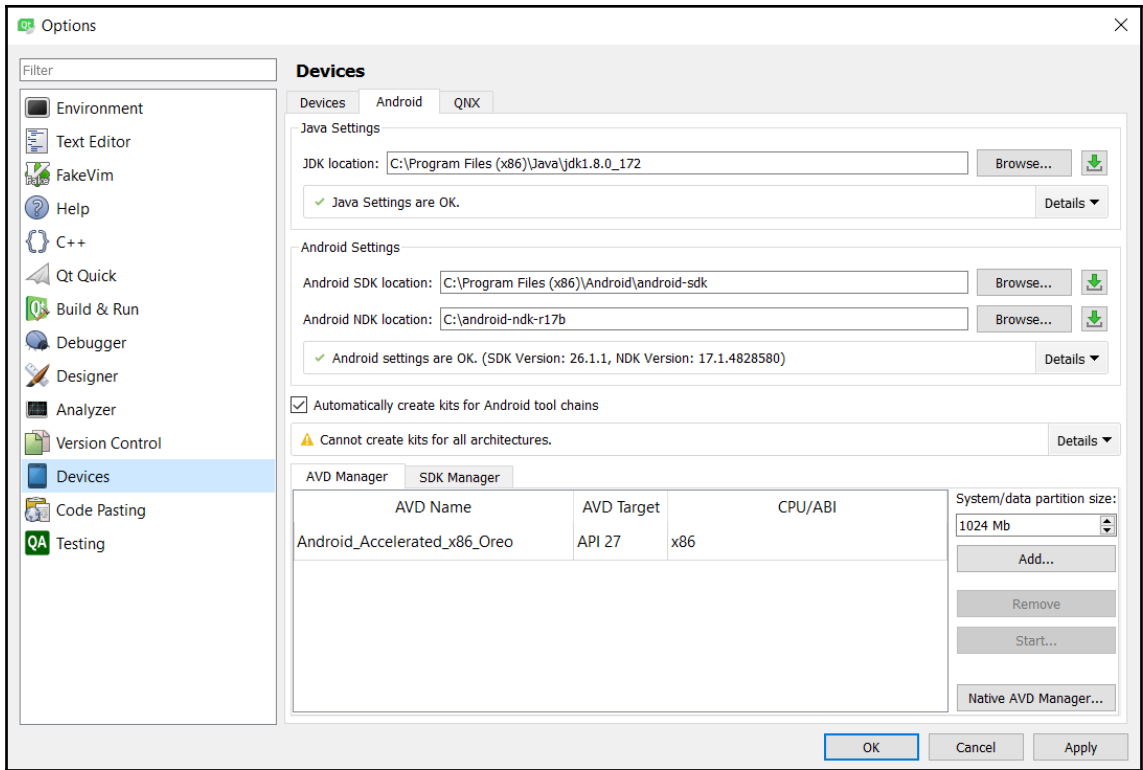 Qt Options
Filter
Environment
Text Editor
Fake FakeVim
Help
C++
Qt Quick
Qt Build & Run
Debugger
Designer
Analyzer
Version Control
Devices
Code Pasting
QA Testing
Devices
Devices Android QNX
Java Settings
JDK location: C:\Program Files (x86)\Java\jdk1.8.0_172 Browse...
Java Settings are OK. Details
Android Settings
Android SDK location: C:\Program Files (x86)\Android\android-sdk Browse...
Android NDK location: C:\android-ndk-r17b Browse...
Android settings are OK. (SDK Version: 26.1.1, NDK Version: 17.1.4828580) Details
Automatically create kits for Android tool chains
Cannot create kits for all architectures. Details
AVD Manager SDK Manager
AVD Name AVD Target CPU/ABI
Android_Accelerated_x86_Oreo API 27 x86
System/data partition size:
1024 Mb
Add...
Remove
Start...
Native AVD Manager...
OK Cancel Apply